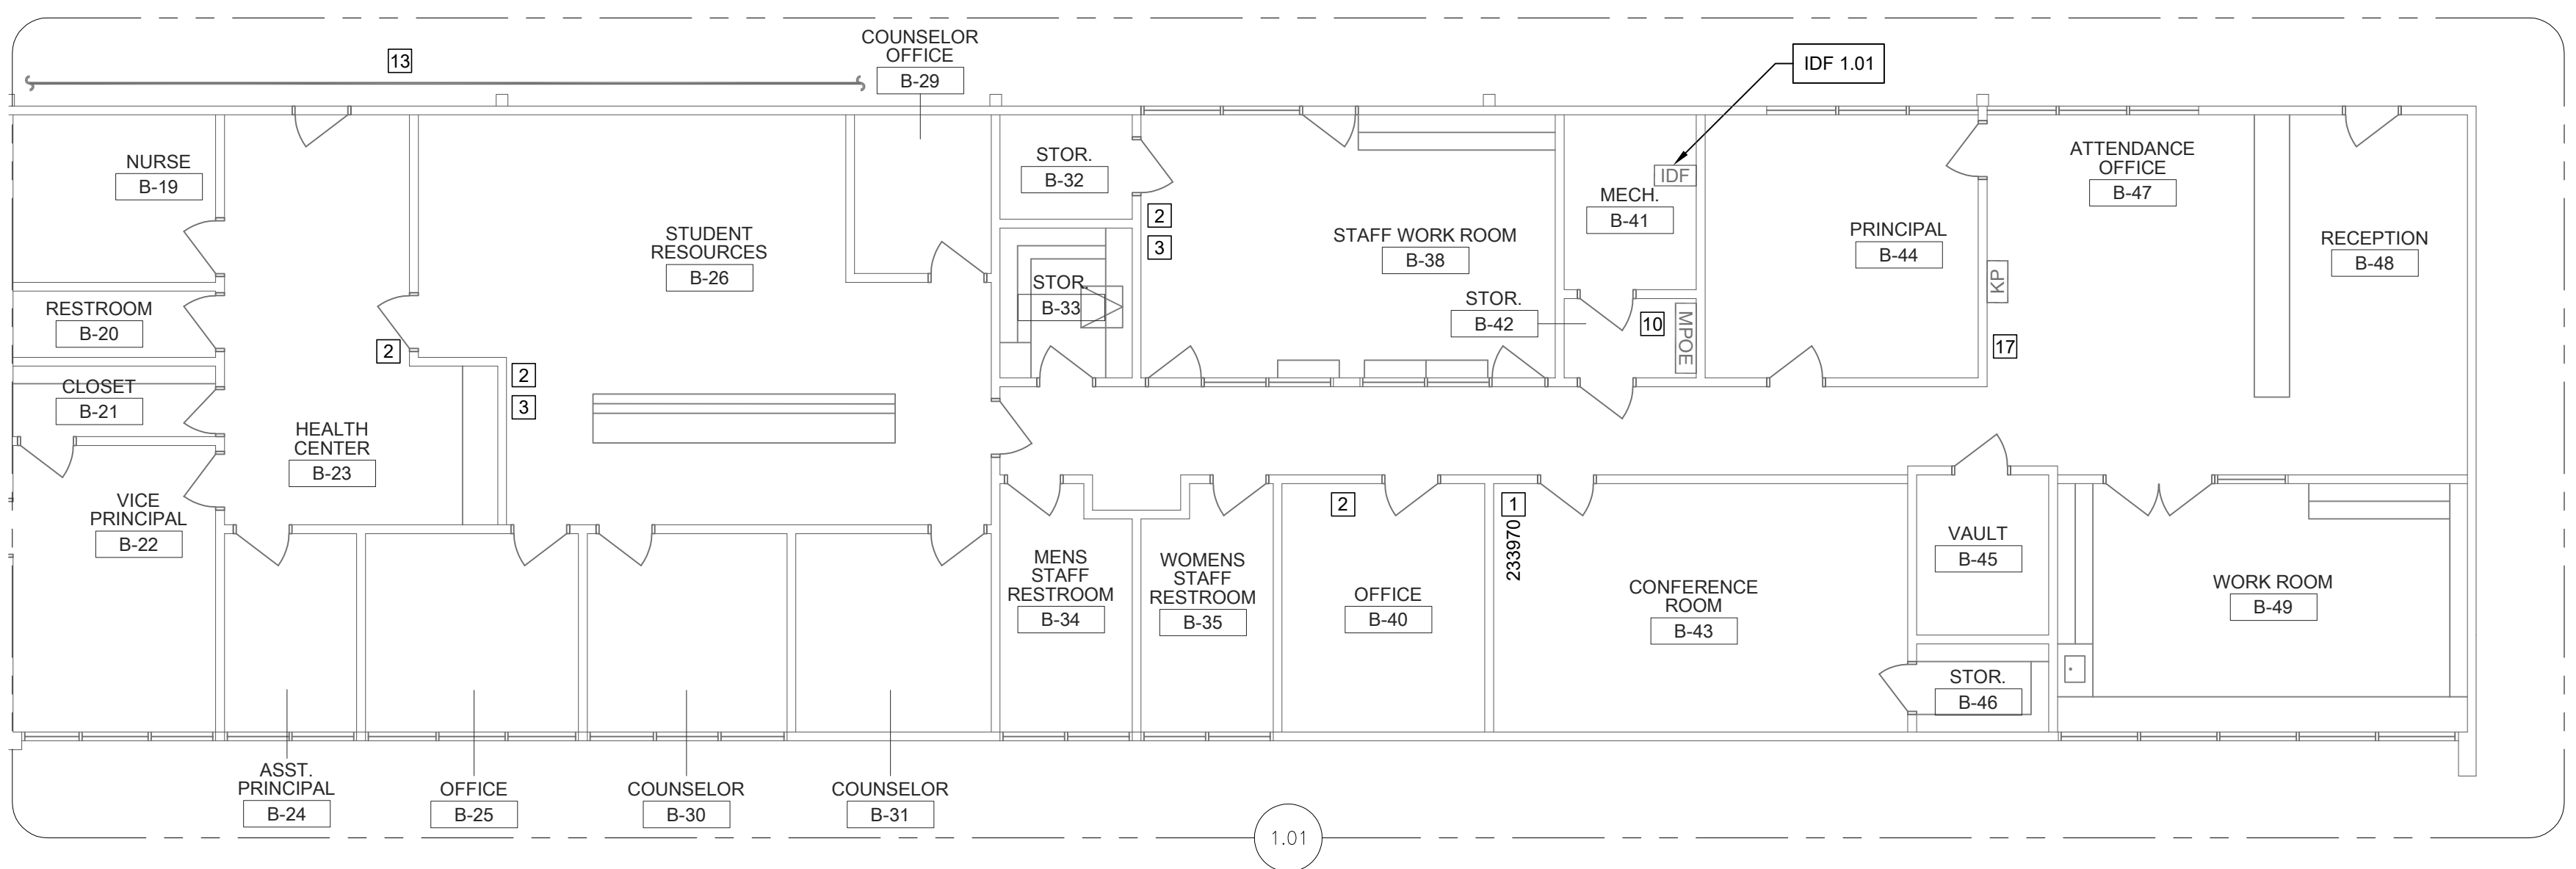 13
COUNSELOR
OFFICE
B-29
IDF 1.01
NURSE
B-19
RESTROOM
B-20
CLOSET
B-21
VICE
PRINCIPAL
B-22
HEALTH
CENTER
B-23
2
2
3
STUDENT
RESOURCES
B-26
STOR.
B-32
STOR.
B-33
2
3
STAFF WORK ROOM
B-38
STOR.
B-42
IDF
MECH.
B-41
10
MPOE
PRINCIPAL
B-44
KP
17
ATTENDANCE
OFFICE
B-47
RECEPTION
B-48
MENS
STAFF
RESTROOM
B-34
WOMENS
STAFF
RESTROOM
B-35
2
OFFICE
B-40
1
233970
CONFERENCE
ROOM
B-43
VAULT
B-45
STOR.
B-46
WORK ROOM
B-49
ASST.
PRINCIPAL
B-24
OFFICE
B-25
COUNSELOR
B-30
COUNSELOR
B-31
1.01